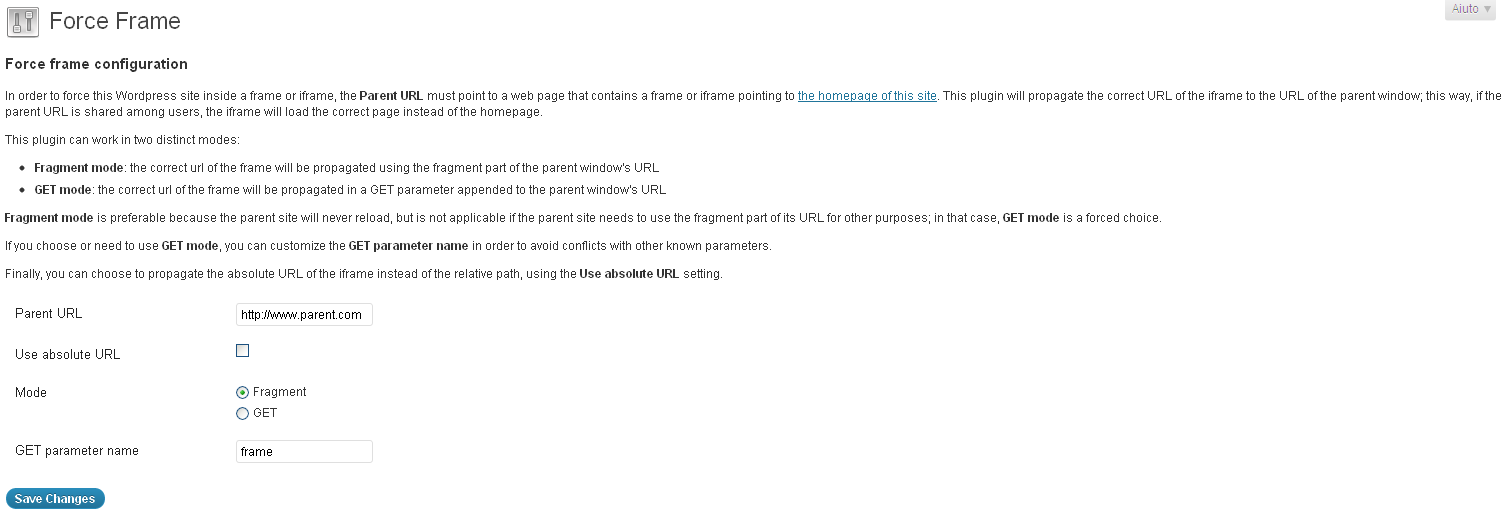 Force Frame
Aiuto
Force frame configuration
In order to force this Wordpress site inside a frame or iframe, the Parent URL must point to a web page that contains a frame or iframe pointing to the homepage of this site. This plugin will propagate the correct URL of the iframe to the URL of the parent window; this way, if the
parent URL is shared among users, the iframe will load the correct page instead of the homepage.
This plugin can work in two distinct modes:
Fragment mode: the correct url of the frame will be propagated using the fragment part of the parent window's URL
GET mode: the correct url of the frame will be propagated in a GET parameter appended to the parent window's URL
Fragment mode is preferable because the parent site will never reload, but is not applicable if the parent site needs to use the fragment part of its URL for other purposes; in that case, GET mode is a forced choice.
If you choose or need to use GET mode, you can customize the GET parameter name in order to avoid conflicts with other known parameters.
Finally, you can choose to propagate the absolute URL of the iframe instead of the relative path, using the Use absolute URL setting.
Parent URL http://www.parent.com
Use absolute URL
Mode Fragment
GET
GET parameter name frame
Save Changes